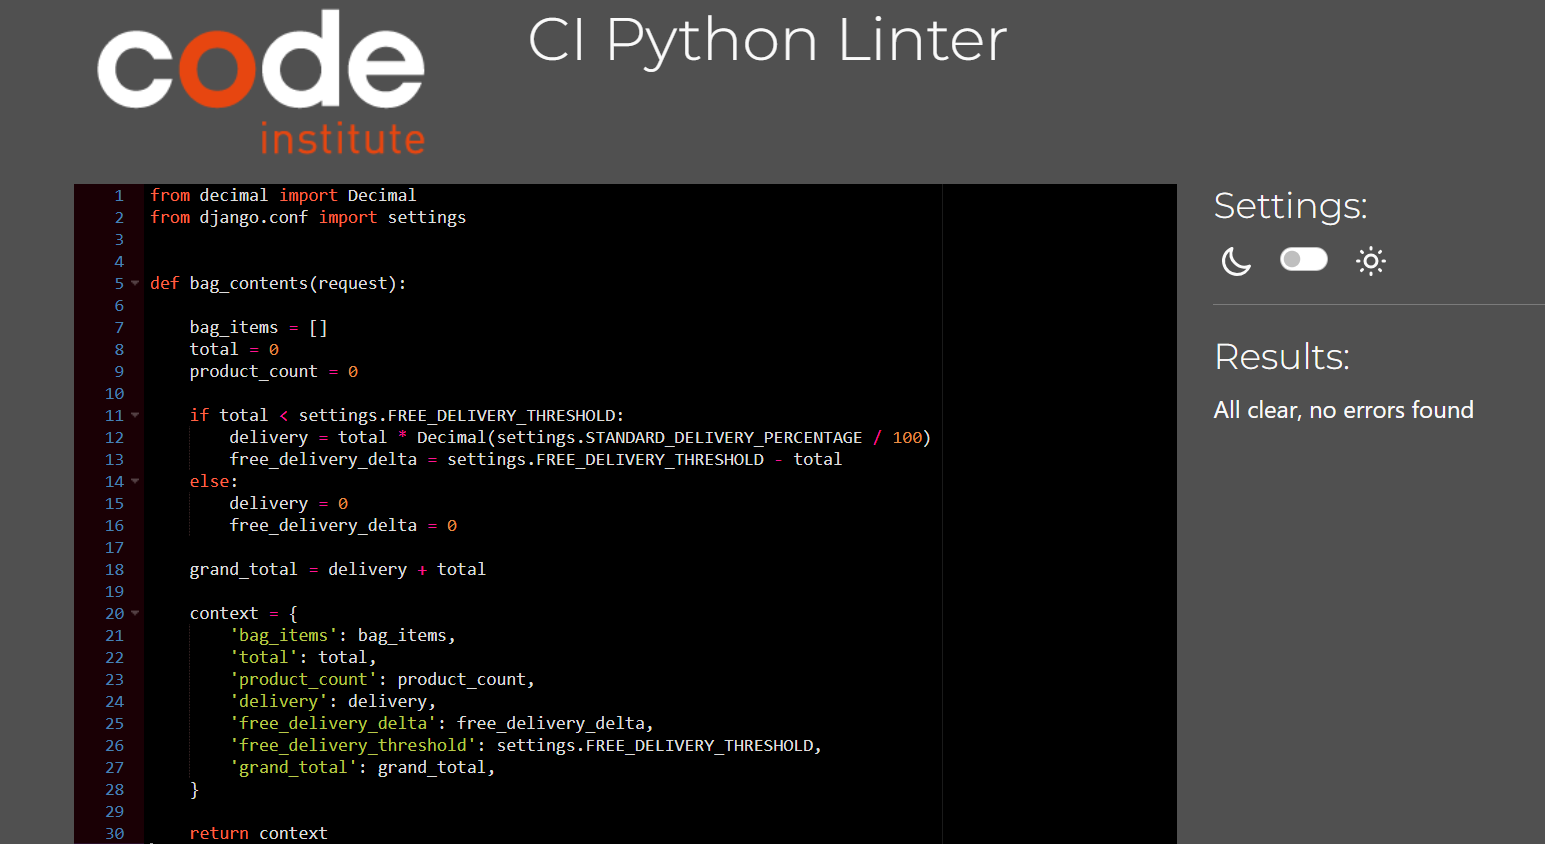 code
institute
CI Python Linter
1 from decimal import Decimal
2 from django.conf import settings
3
4
5 def bag_contents(request):
6
7     bag_items = []
8     total = 0
9     product_count = 0
10
11     if total < settings.FREE_DELIVERY_THRESHOLD:
12         delivery = total * Decimal(settings.STANDARD_DELIVERY_PERCENTAGE / 100)
13         free_delivery_delta = settings.FREE_DELIVERY_THRESHOLD - total
14     else:
15         delivery = 0
16         free_delivery_delta = 0
17
18     grand_total = delivery + total
19
20     context = {
21         'bag_items': bag_items,
22         'total': total,
23         'product_count': product_count,
24         'delivery': delivery,
25         'free_delivery_delta': free_delivery_delta,
26         'free_delivery_threshold': settings.FREE_DELIVERY_THRESHOLD,
27         'grand_total': grand_total,
28     }
29
30     return context
Settings:
Results:
All clear, no errors found